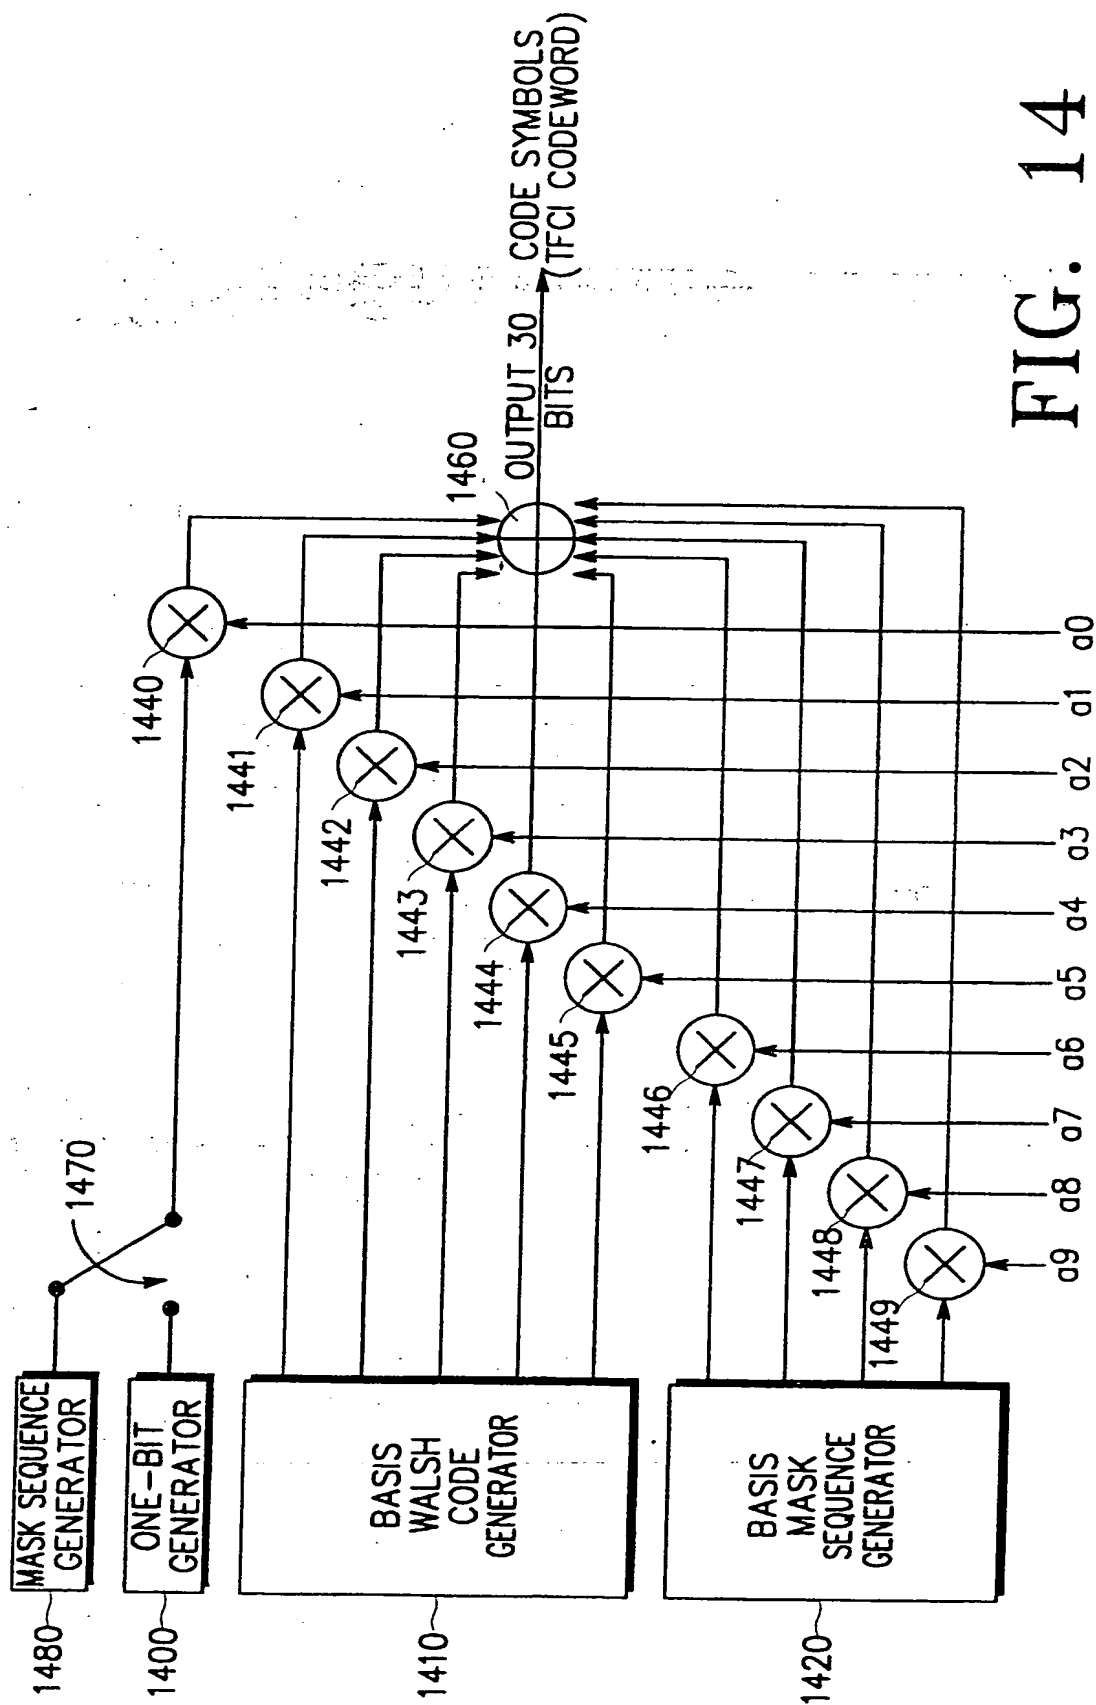 1480
MASK SEQUENCE
GENERATOR
1400
ONE-BIT
GENERATOR
1470
1410
BASIS
WALSH
CODE
GENERATOR
1420
BASIS
MASK
SEQUENCE
GENERATOR
1440
1441
1442
1443
1444
1445
1446
1447
1448
1449
1460
OUTPUT 30
BITS
CODE SYMBOLS
(TFCI CODEWORD)
a9
a8
a7
a6
a5
a4
a3
a2
a1
a0
FIG. 14